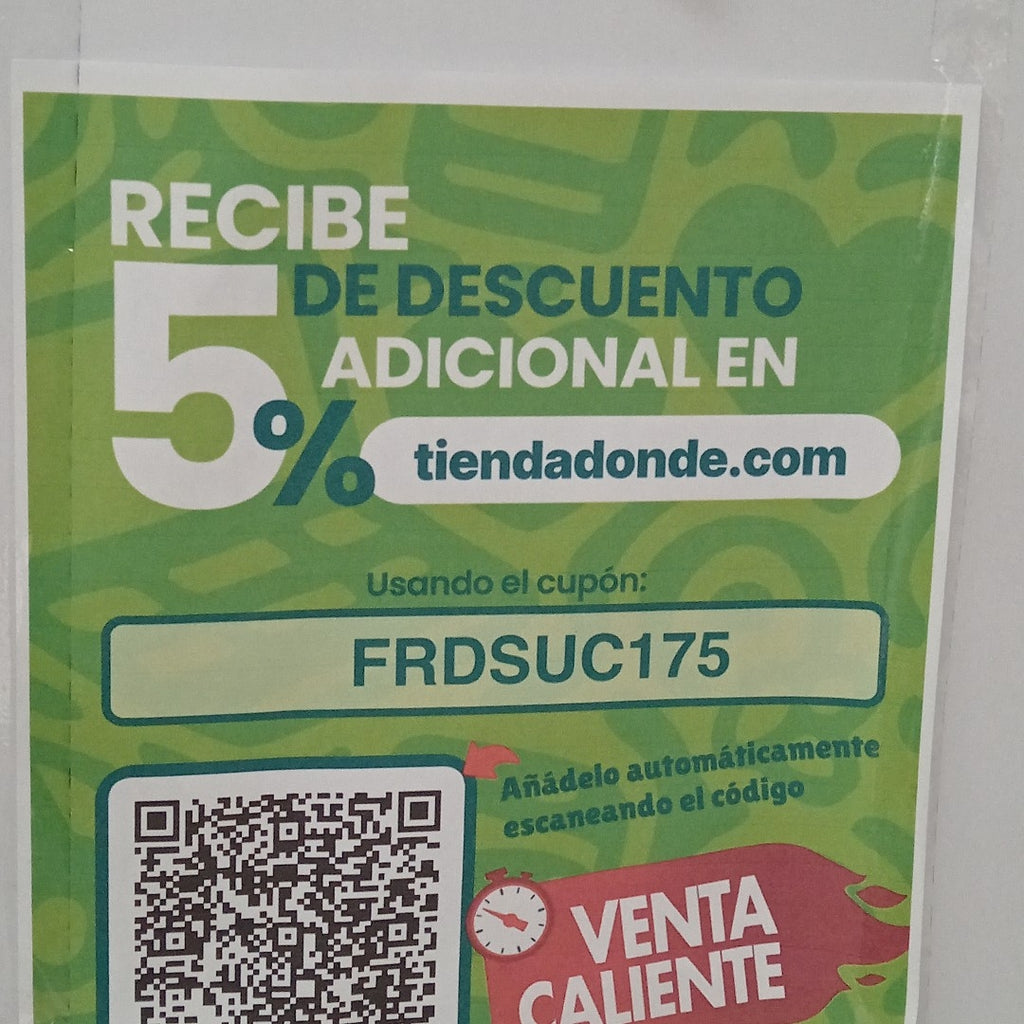 RECIBE
5%
DE DESCUENTO
ADICIONAL EN
tiendadonde.com
Usando el cupón:
FRDSUC175
Añádelo automáticamente
escaneando el código
VENTA
CALIENTE